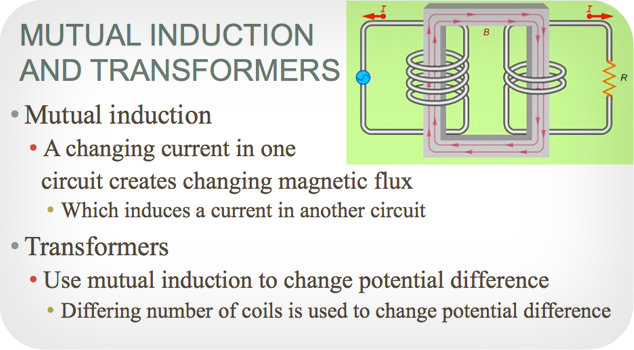 MUTUAL INDUCTION
AND TRANSFORMERS
I
I
B
R
• Mutual induction
• A changing current in one
circuit creates changing magnetic flux
• Which induces a current in another circuit
• Transformers
• Use mutual induction to change potential difference
• Differing number of coils is used to change potential difference